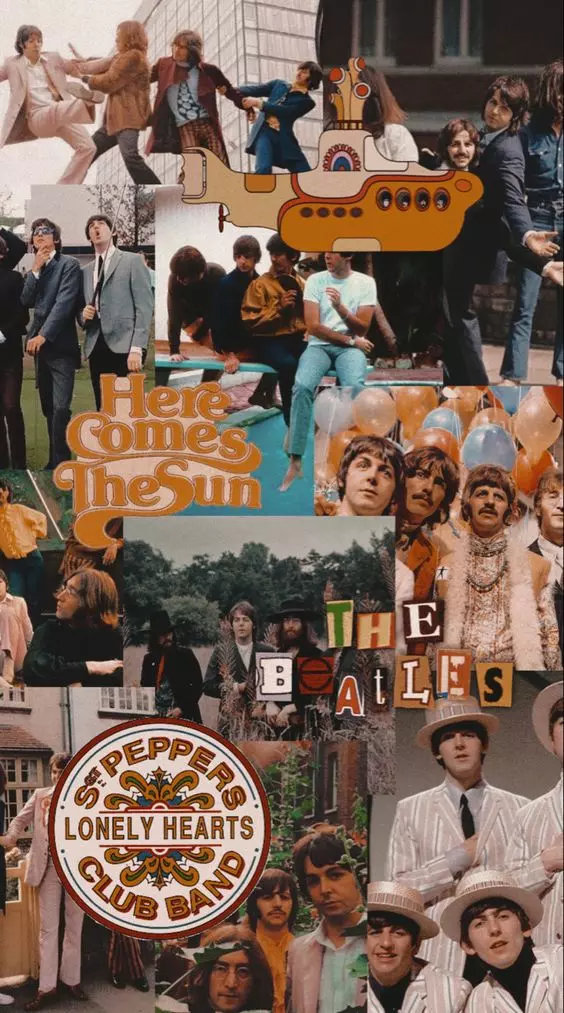 Here
Comes
The Sun
THE
BEATLES
SGT. PEPPERS
LONELY HEARTS
CLUB BAND